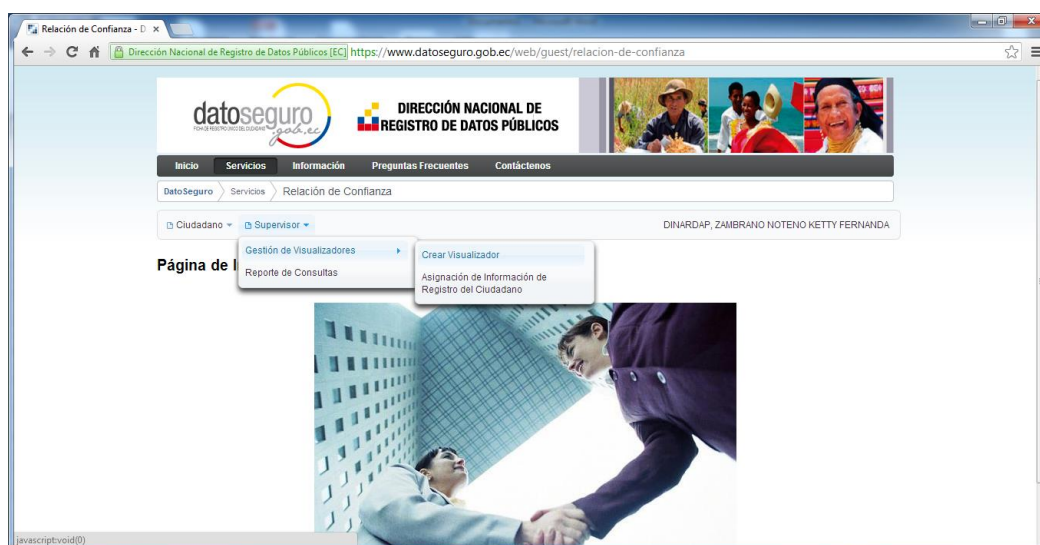 Relación de Confianza - D
Dirección Nacional de Registro de Datos Públicos [EC] https://www.datoseguro.gob.ec/web/guest/relacion-de-confianza
datoseguro
gob.ec
DIRECCIÓN NACIONAL DE
REGISTRO DE DATOS PÚBLICOS
Inicio Servicios Información Preguntas Frecuentes Contáctenos
DatoSeguro Servicios Relación de Confianza
Ciudadano Supervisor DINARDAP, ZAMBRANO NOTENO KETTY FERNANDA
Gestión de Visualizadores Crear Visualizador
Página de I
Reporte de Consultas
Asignación de Información de
Registro del Ciudadano
javascript:void(0)